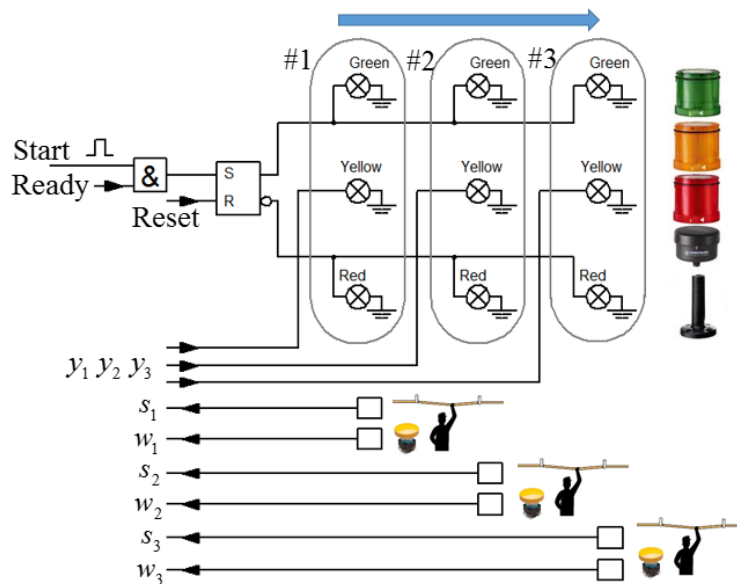 #1 #2 #3
Green Green Green
Start
Ready
&
S
R
Reset
Yellow Yellow Yellow
Red Red Red
y1 y2 y3
s1
w1
s2
w2
s3
w3